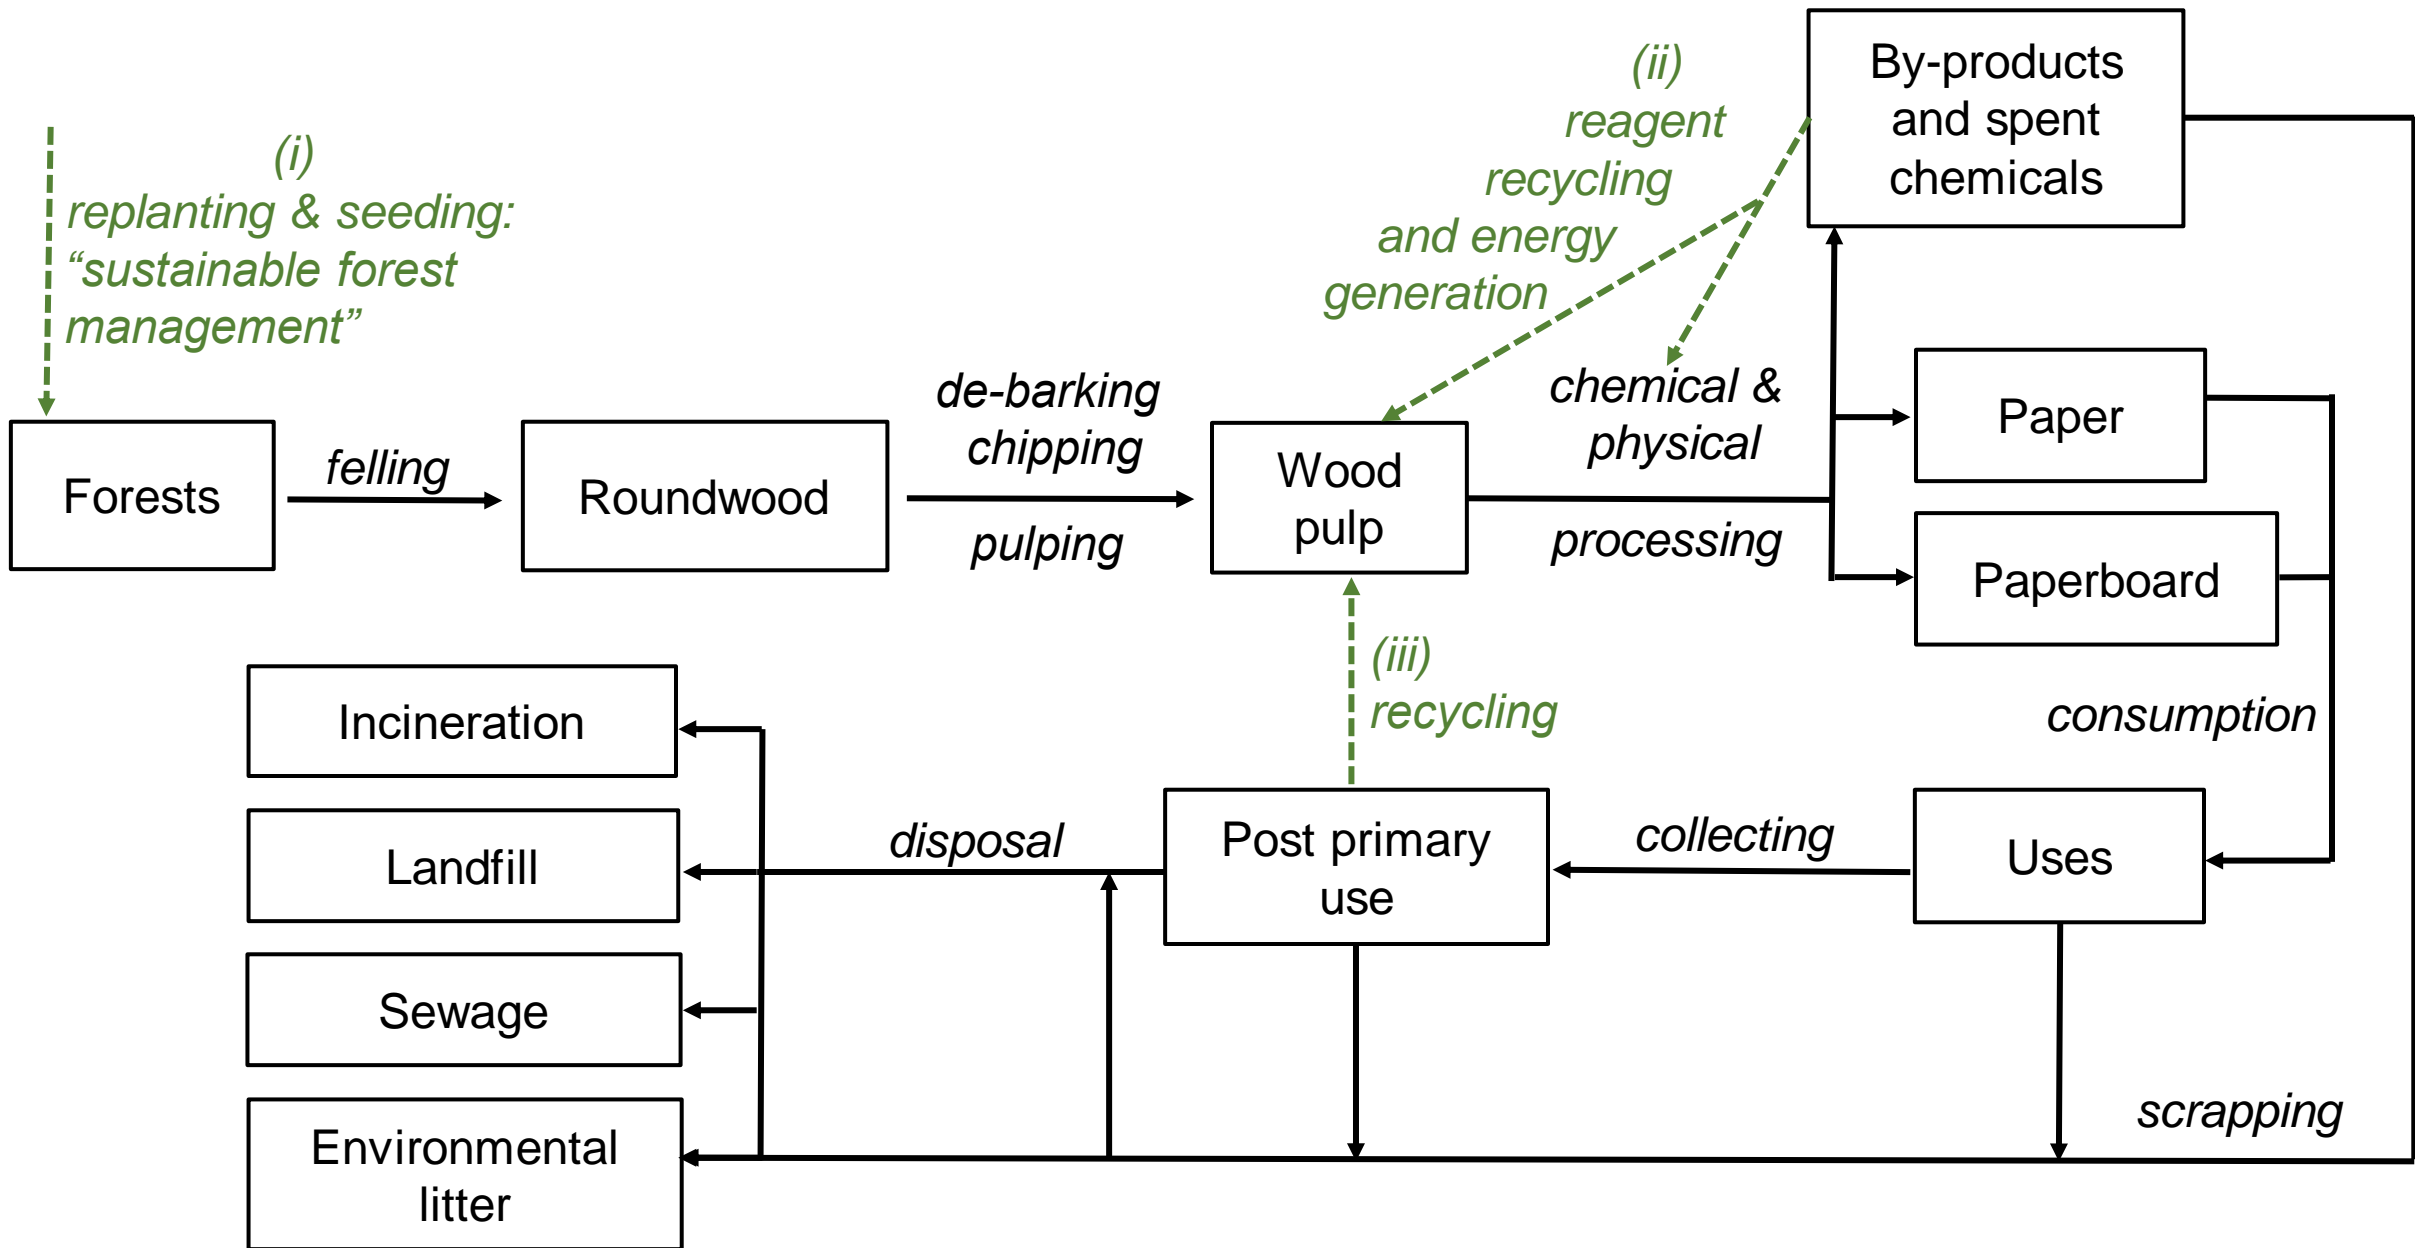 (i)
replanting & seeding:
“sustainable forest
management”
(ii)
reagent
recycling
and energy
generation
By-products
and spent
chemicals
Forests
felling
Roundwood
de-barking
chipping
pulping
Wood
pulp
chemical &
physical
processing
Paper
Paperboard
(iii)
recycling
consumption
Incineration
Landfill
Sewage
Environmental
litter
disposal
Post primary
use
collecting
Uses
scrapping